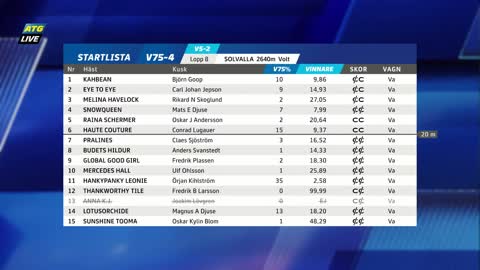 ATG
LIVE
V5-2
STARTLISTA V75-4 Lopp 8 SOLVALLA 2640m Volt
Nr Häst Kusk V75% VINNARE SKOR VAGN
1 KAHBEAN Björn Goop 10 9,86 ₵C Va
2 EYE TO EYE Carl Johan Jepson 9 14,93 ₵₵ Va
3 MELINA HAVELOCK Rikard N Skoglund 2 27,05 ₵₵ Va
4 SNOWQUEEN Mats E Djuse 7 7,99 ₵₵ Va
5 RAINA SCHERMER Oskar J Andersson 2 20,64 CC Va
6 HAUTE COUTURE Conrad Lugauer 15 9,37 CC Va
20 m
7 PRALINES Claes Sjöström 3 16,52 ₵₵ Va
8 BUDETS HILDUR Anders Svanstedt 1 14,33 ₵₵ Va
9 GLOBAL GOOD GIRL Fredrik Plassen 2 18,30 ₵₵ Va
10 MERCEDES HALL Ulf Ohlsson 1 25,89 ₵₵ Va
11 HANKYPANKY LEONIE Örjan Kihlström 35 2,58 ₵₵ Va
12 THANKWORTHY TILE Fredrik B Larsson 0 99,99 C₵ Va
13 ANNA K.J. Joakim Lövgren 0 EJ C₵ Va
14 LOTUSORCHIDE Magnus A Djuse 13 18,20 ₵₵ Va
15 SUNSHINE TOOMA Oskar Kylin Blom 1 48,29 ₵₵ Va